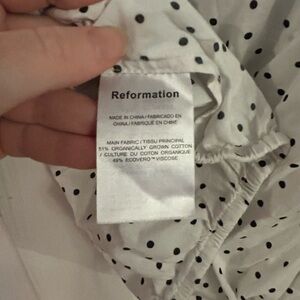 Reformation
MADE IN CHINA / FABRICADO EN
CHINA / FABRIQUÉ EN CHINE
MAIN FABRIC / TISSU PRINCIPAL
51% ORGANICALLY GROWN COTTON
/ CULTURE DU COTON ORGANIQUE
49% ECOVERO™ VISCOSE